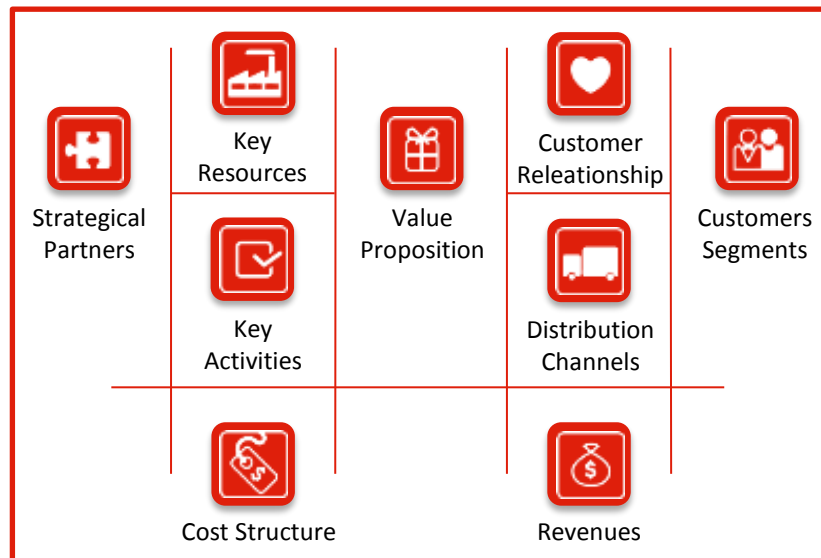 Strategical
Partners
Key
Resources
Key
Activities
Value
Proposition
Customer
Releationship
Distribution
Channels
Customers
Segments
Cost Structure
$
Revenues
$